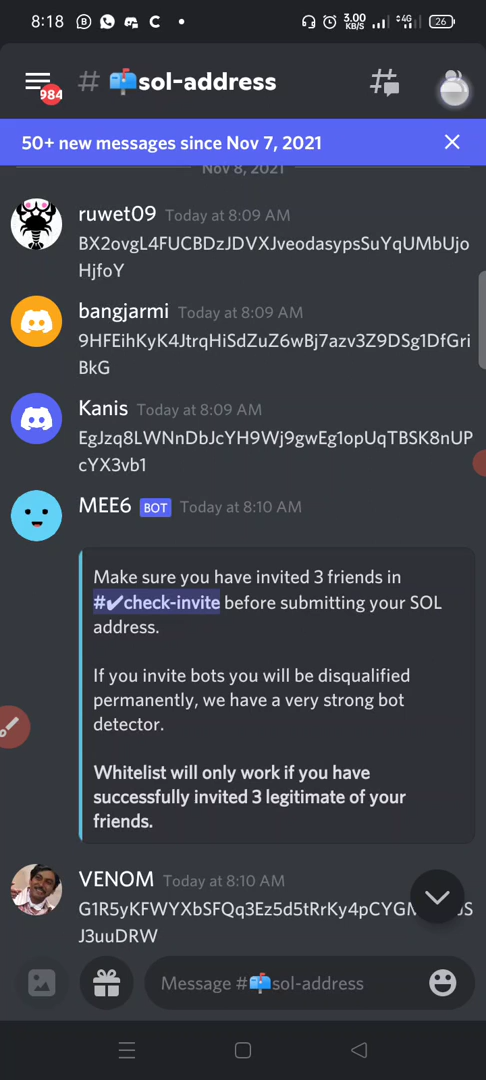 8:18
3.00 KB/S
4G
26
984
# 📫sol-address
50+ new messages since Nov 7, 2021
Nov 8, 2021
ruwet09 Today at 8:09 AM
BX2ovgL4FUCBDzJDVXJveodasypsSuYqUMbUjo
HjfoY
bangjarmi Today at 8:09 AM
9HFEihKyK4JtrqHiSdZuZ6wBj7azv3Z9DSg1DfGri
BkG
Kanis Today at 8:09 AM
EgJzq8LWNnDbJcYH9Wj9gwEg1opUqTBSK8nUP
cYX3vb1
MEE6 BOT Today at 8:10 AM
Make sure you have invited 3 friends in
#✔check-invite before submitting your SOL
address.
If you invite bots you will be disqualified
permanently, we have a very strong bot
detector.
Whitelist will only work if you have
successfully invited 3 legitimate of your
friends.
VENOM Today at 8:10 AM
J3uuDRW
Message #📫sol-address